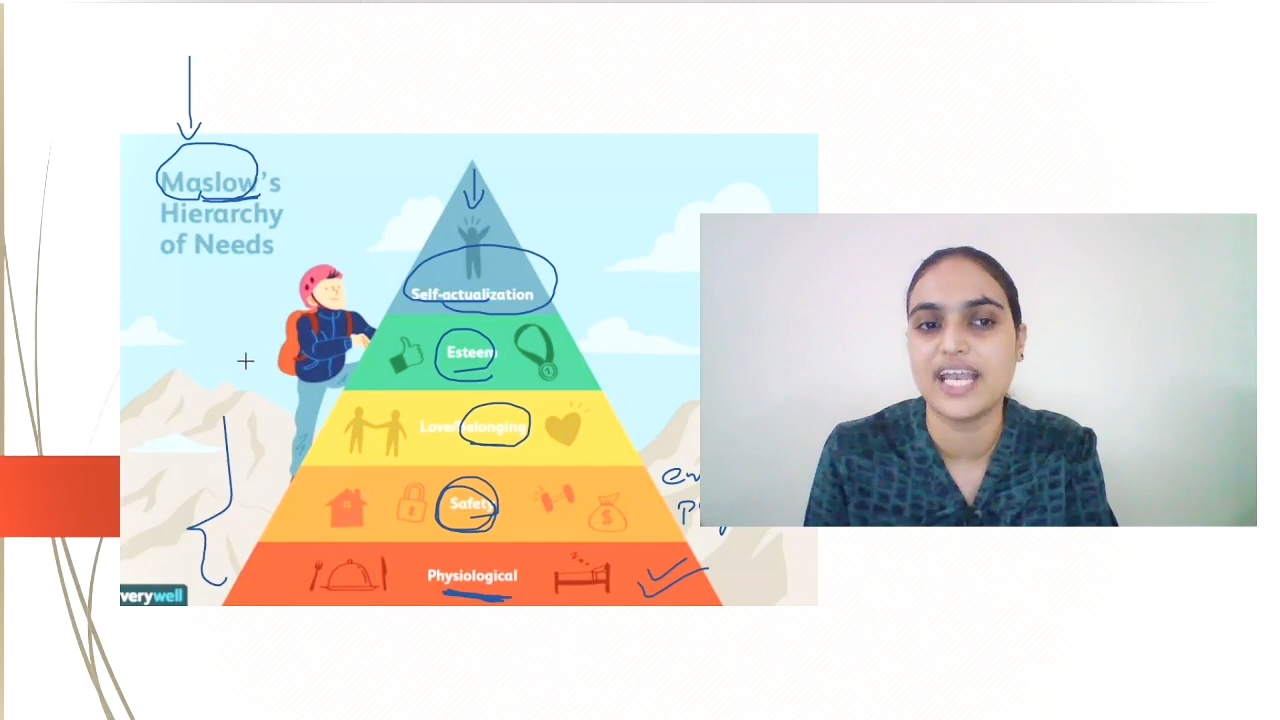 Maslow's
Hierarchy
of Needs
Self-actualization
Esteem
Love/Belonging
Safety
Physiological
verywell